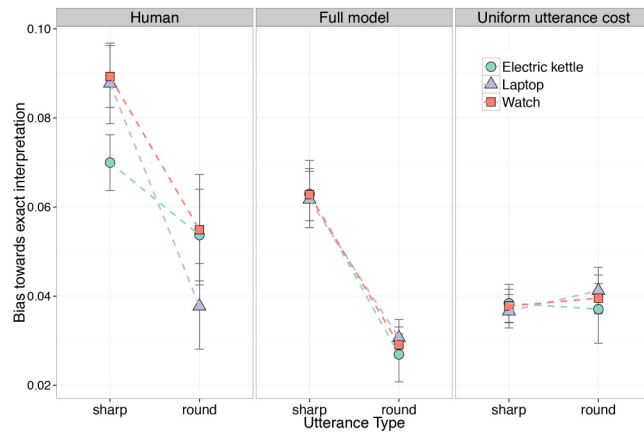 Human
Full model
Uniform utterance cost
Bias towards exact interpretation
0.10
0.08
0.06
0.04
0.02
Electric kettle
Laptop
Watch
sharp round
sharp round
sharp round
Utterance Type